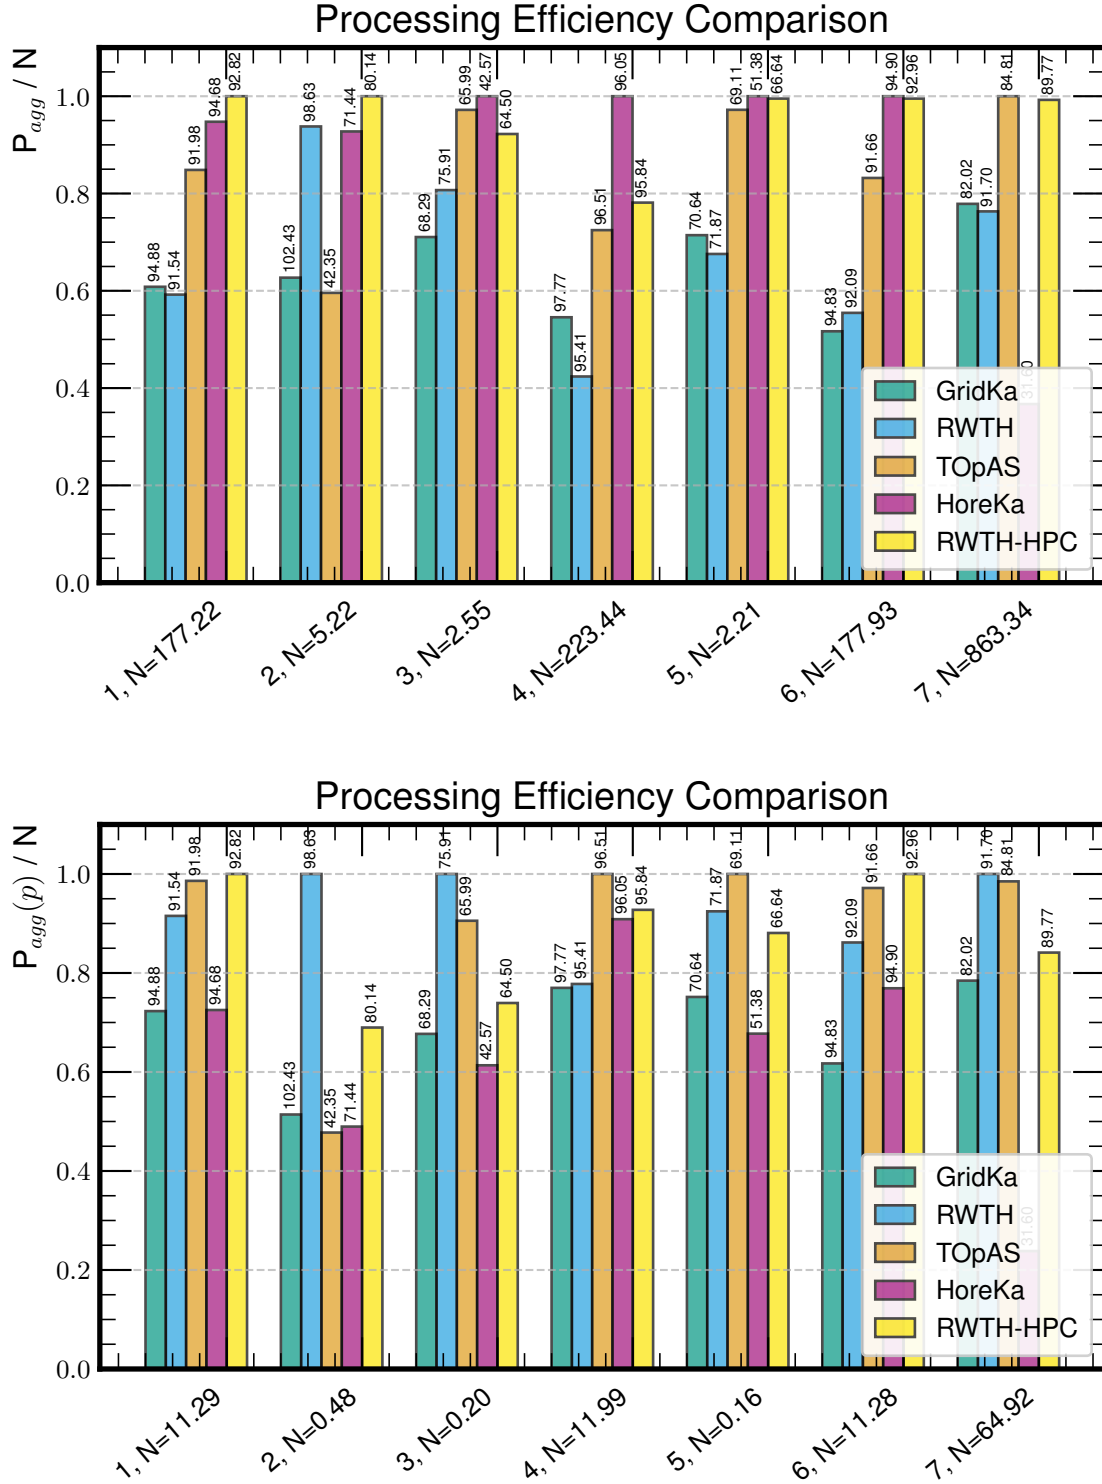 Processing Efficiency Comparison
P_agg / N
1.0
0.8
0.6
0.4
0.2
0.0
94.88 91.54 91.98 94.68 92.82
102.43 98.63 42.35 71.44 80.14
68.29 75.91 65.99 42.57 64.50
97.77 95.41 96.51 96.05 95.84
70.64 71.87 69.11 51.38 66.64
94.83 92.09 91.66 94.90 92.96
82.02 91.70 84.81 31.60 89.77
GridKa
RWTH
TOpAS
HoreKa
RWTH-HPC
1, N=177.22
2, N=5.22
3, N=2.55
4, N=223.44
5, N=2.21
6, N=177.93
7, N=863.34
Processing Efficiency Comparison
P_agg(p) / N
1.0
0.8
0.6
0.4
0.2
0.0
94.88 91.54 91.98 94.68 92.82
102.43 98.63 42.35 71.44 80.14
68.29 75.91 65.99 42.57 64.50
97.77 95.41 96.51 96.05 95.84
70.64 71.87 69.11 51.38 66.64
94.83 92.09 91.66 94.90 92.96
82.02 91.70 84.81 31.60 89.77
GridKa
RWTH
TOpAS
HoreKa
RWTH-HPC
1, N=11.29
2, N=0.48
3, N=0.20
4, N=11.99
5, N=0.16
6, N=11.28
7, N=64.92